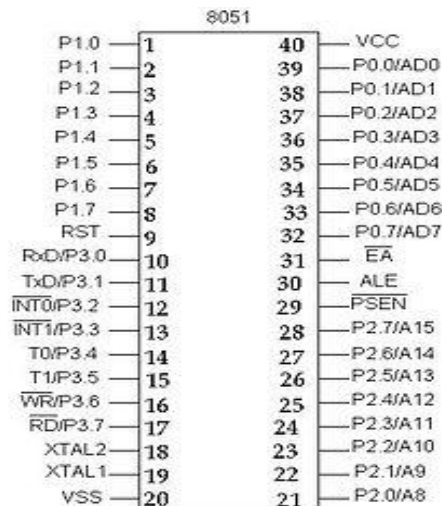 8051
P1.0 1 40 VCC
P1.1 2 39 P0.0/AD0
P1.2 3 38 P0.1/AD1
P1.3 4 37 P0.2/AD2
P1.4 5 36 P0.3/AD3
P1.5 6 35 P0.4/AD4
P1.6 7 34 P0.5/AD5
P1.7 8 33 P0.6/AD6
RST 9 32 P0.7/AD7
RxD/P3.0 10 31 E̅A̅
TxD/P3.1 11 30 ALE
I̅N̅T̅0̅/P3.2 12 29 P̅S̅E̅N̅
I̅N̅T̅1̅/P3.3 13 28 P2.7/A15
T0/P3.4 14 27 P2.6/A14
T1/P3.5 15 26 P2.5/A13
W̅R̅/P3.6 16 25 P2.4/A12
R̅D̅/P3.7 17 24 P2.3/A11
XTAL2 18 23 P2.2/A10
XTAL1 19 22 P2.1/A9
VSS 20 21 P2.0/A8